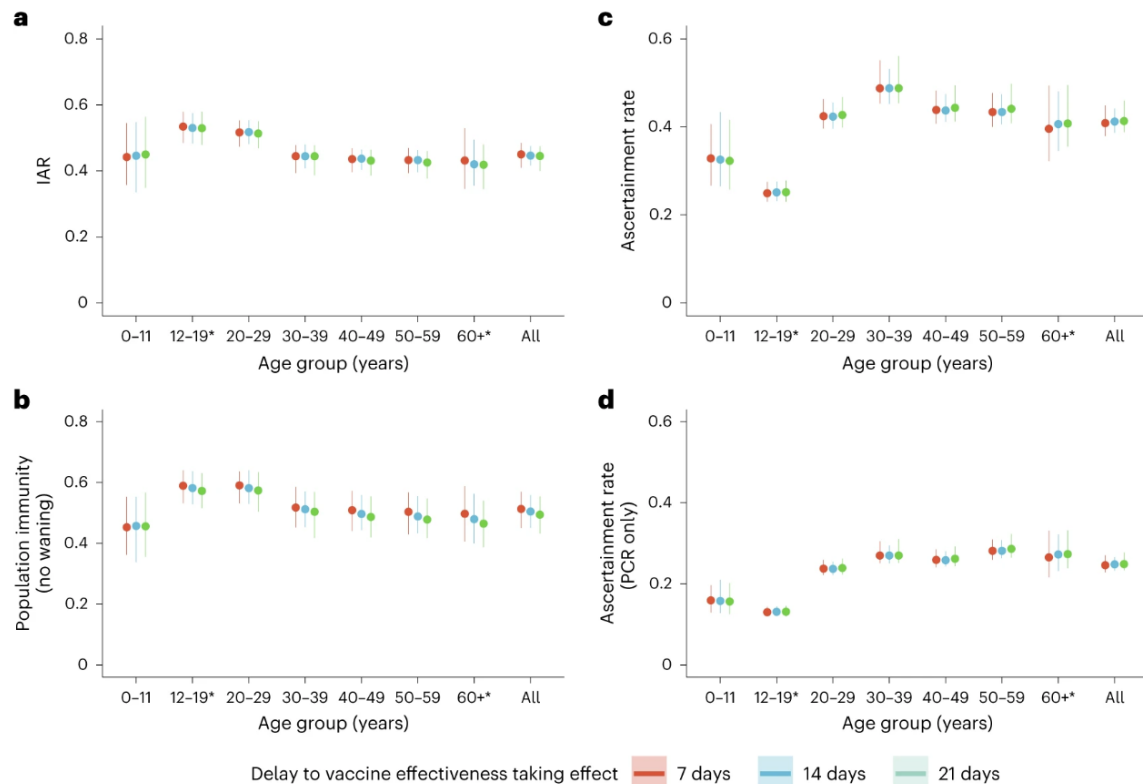 a
0.8
0.6
0.4
0.2
0
IAR
0–11 12–19* 20–29 30–39 40–49 50–59 60+* All
Age group (years)
c
0.6
0.4
0.2
0
Ascertainment rate
0–11 12–19* 20–29 30–39 40–49 50–59 60+* All
Age group (years)
b
0.8
0.6
0.4
0.2
0
Population immunity
(no waning)
0–11 12–19* 20–29 30–39 40–49 50–59 60+* All
Age group (years)
d
0.6
0.4
0.2
0
Ascertainment rate
(PCR only)
0–11 12–19* 20–29 30–39 40–49 50–59 60+* All
Age group (years)
Delay to vaccine effectiveness taking effect 7 days 14 days 21 days